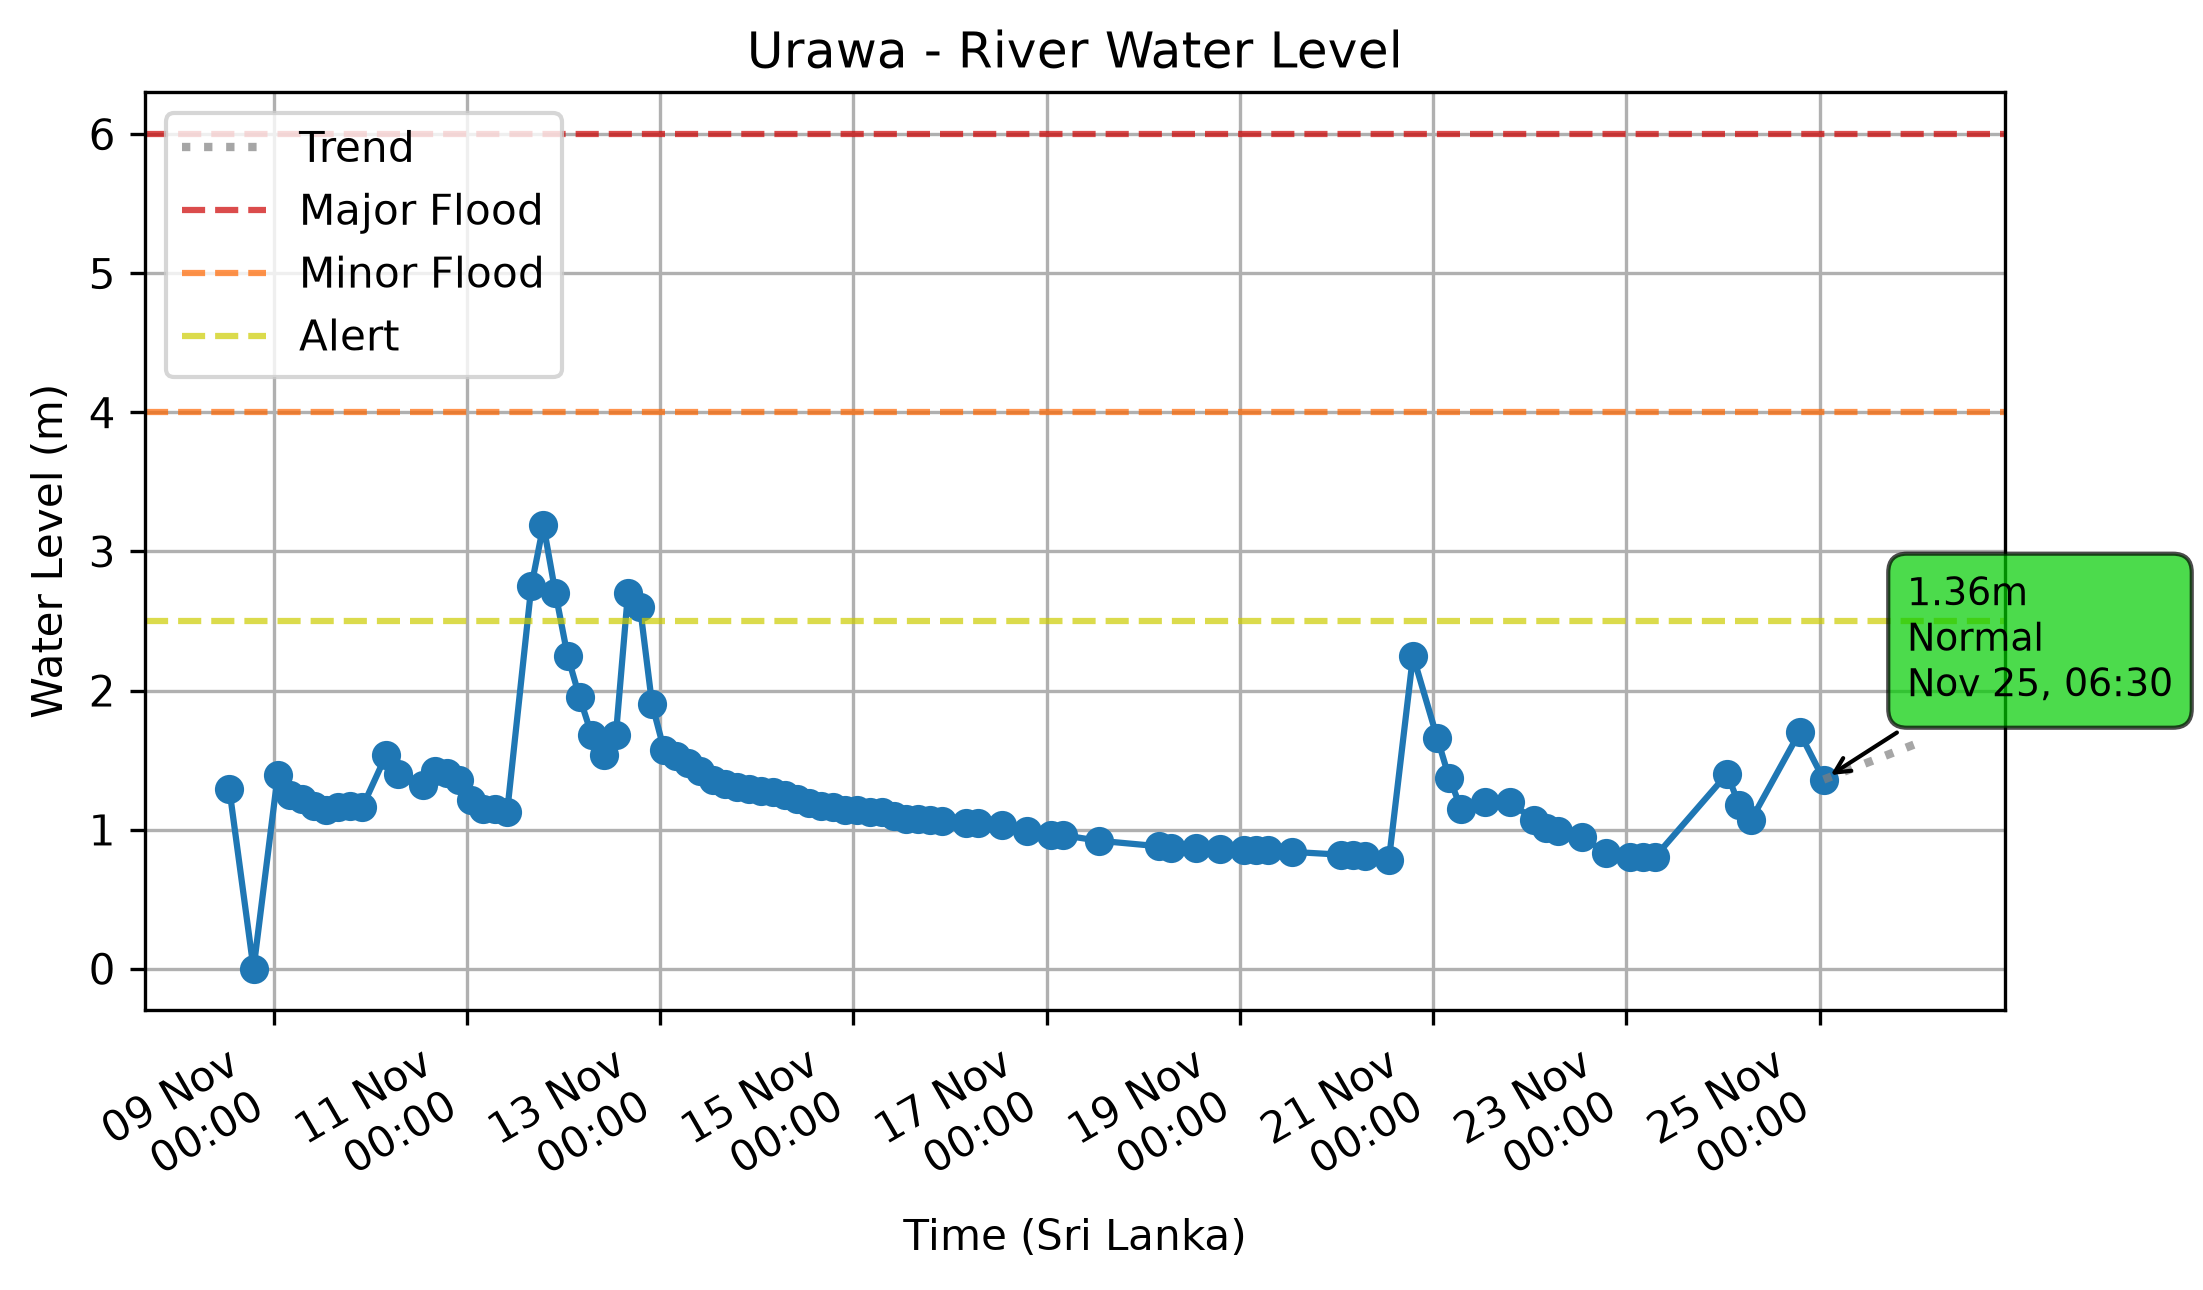 Urawa - River Water Level
Water Level (m)
6
5
4
3
2
1
0
Trend
Major Flood
Minor Flood
Alert
1.36m
Normal
Nov 25, 06:30
09 Nov
00:00
11 Nov
00:00
13 Nov
00:00
15 Nov
00:00
17 Nov
00:00
19 Nov
00:00
21 Nov
00:00
23 Nov
00:00
25 Nov
00:00
Time (Sri Lanka)